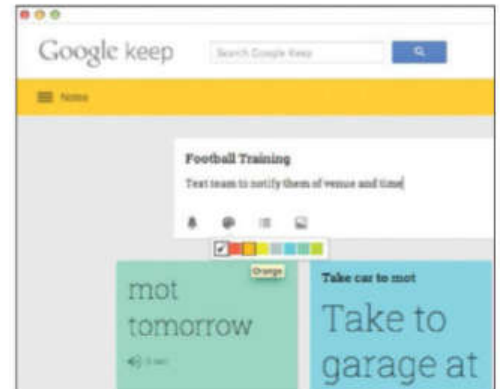 Google keep
Search Google Keep
Notes
Football Training
Text team to notify them of venue and time
Orange
mot
tomorrow
Take car to mot
Take to
garage at